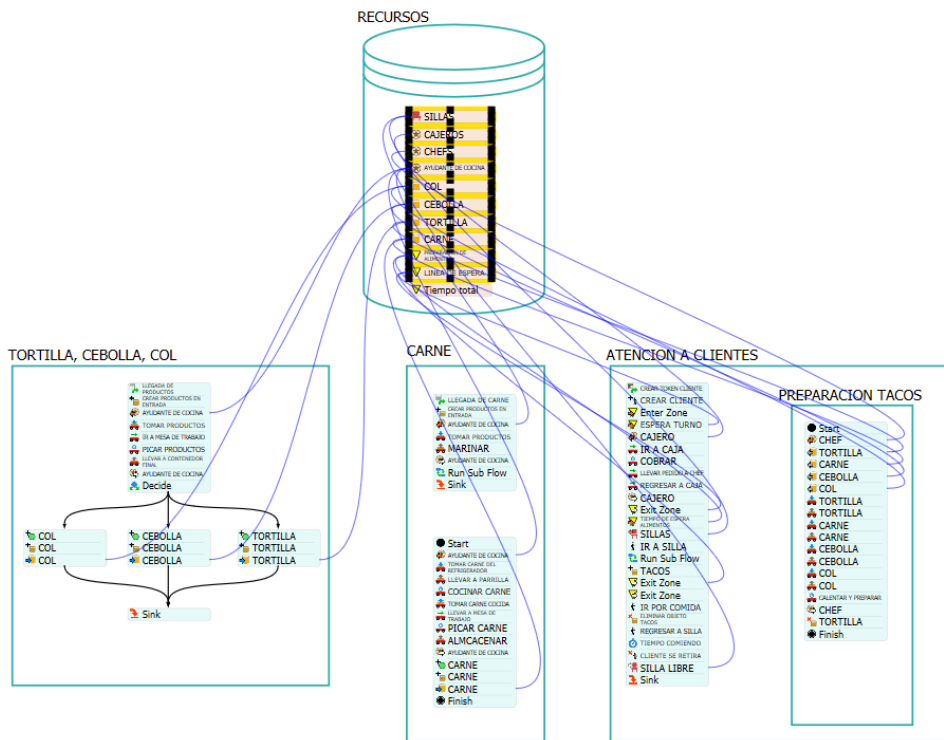 RECURSOS
SILLAS
CAJEROS
CHEFS
AYUDANTE DE COCINA
COL
CEBOLLA
TORTILLA
CARNE
PREPARACION DE
ALIMENTOS
LINEA DE ESPERA
Tiempo total
TORTILLA, CEBOLLA, COL
LLEGADA DE
PRODUCTOS
CREAR PRODUCTOS EN
ENTRADA
AYUDANTE DE COCINA
TOMAR PRODUCTOS
IR A MESA DE TRABAJO
PICAR PRODUCTOS
LLEVAR A CONTENEDOR
FINAL
AYUDANTE DE COCINA
Decide
COL
COL
COL
CEBOLLA
CEBOLLA
CEBOLLA
TORTILLA
TORTILLA
TORTILLA
Sink
CARNE
LLEGADA DE CARNE
CREAR PRODUCTOS EN
ENTRADA
AYUDANTE DE COCINA
TOMAR PRODUCTOS
MARINAR
AYUDANTE DE COCINA
Run Sub Flow
Sink
Start
AYUDANTE DE COCINA
TOMAR CARNE DEL
REFRIGERADOR
LLEVAR A PARRILLA
COCINAR CARNE
TOMAR CARNE COCIDA
LLEVAR A MESA DE
TRABAJO
PICAR CARNE
ALMCACENAR
AYUDANTE DE COCINA
CARNE
CARNE
CARNE
Finish
ATENCION A CLIENTES
CREAR TOKEN CLIENTE
CREAR CLIENTE
Enter Zone
ESPERA TURNO
CAJERO
IR A CAJA
COBRAR
LLEVAR PEDIDO A CHEF
REGRESAR A CAJA
CAJERO
Exit Zone
TIEMPO DE ESPERA
ALIMENTOS
SILLAS
IR A SILLA
Run Sub Flow
TACOS
Exit Zone
Exit Zone
IR POR COMIDA
ELIMINAR OBJETO
TACOS
REGRESAR A SILLA
TIEMPO COMIENDO
CLIENTE SE RETIRA
SILLA LIBRE
Sink
PREPARACION TACOS
Start
CHEF
TORTILLA
CARNE
CEBOLLA
COL
TORTILLA
TORTILLA
CARNE
CARNE
CEBOLLA
CEBOLLA
COL
COL
CALENTAR Y PREPARAR
CHEF
TORTILLA
Finish